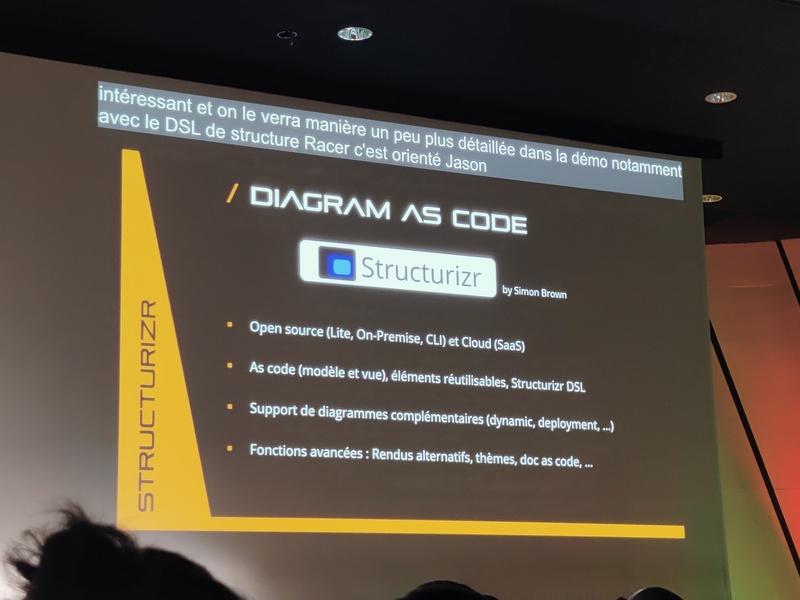 intéressant et on le verra manière un peu plus détaillée dans la démo notamment
avec le DSL de structure Racer c'est orienté Jason
/ DIAGRAM AS CODE
Structurizr
by Simon Brown
Open source (Lite, On-Premise, CLI) et Cloud (SaaS)
As code (modèle et vue), éléments réutilisables, Structurizr DSL
Support de diagrammes complémentaires (dynamic, deployment, ...)
Fonctions avancées : Rendus alternatifs, thèmes, doc as code, ...
STRUCTURIZR